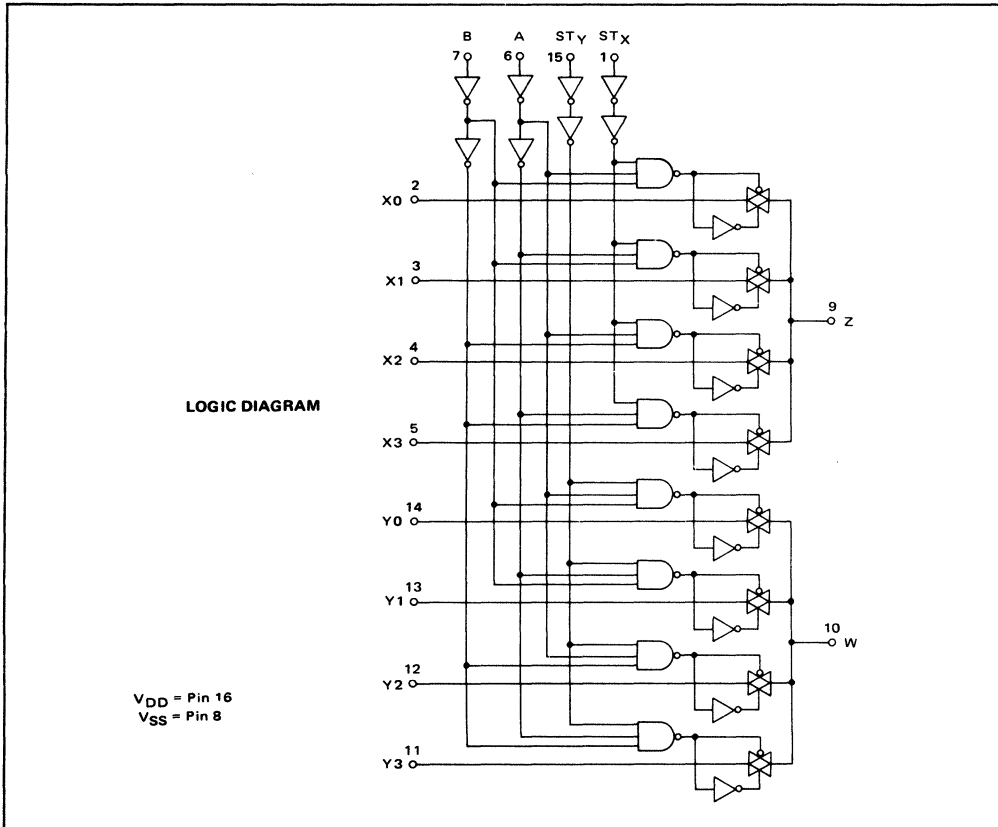 B A STY STX
7 6 15 1
2
X0
3
X1
9
Z
4
X2
LOGIC DIAGRAM
5
X3
14
Y0
13
Y1
10
W
12
Y2
VDD = Pin 16
VSS = Pin 8
11
Y3